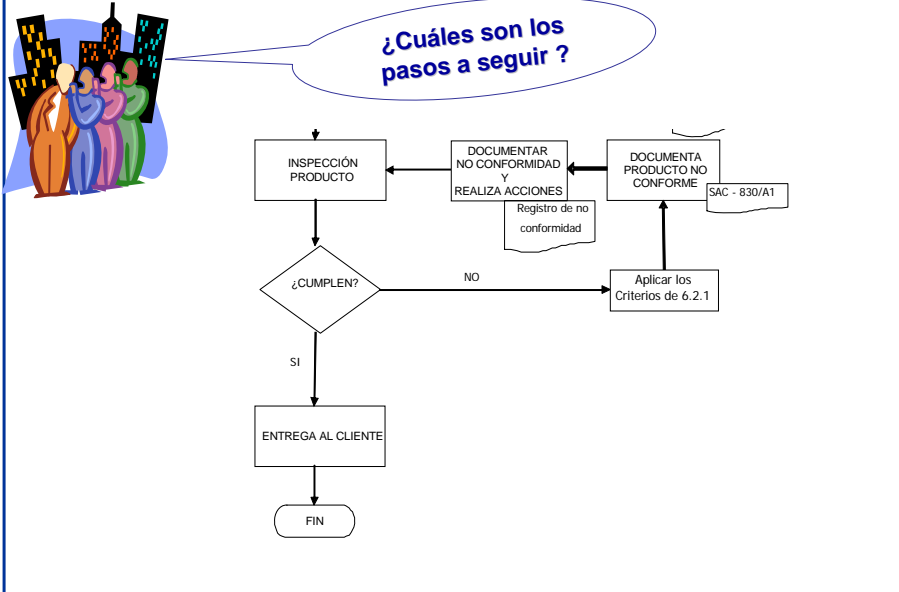 ¿Cuáles son los
pasos a seguir ?
INSPECCIÓN
PRODUCTO
DOCUMENTAR
NO CONFORMIDAD
Y
REALIZA ACCIONES
Registro de no
conformidad
DOCUMENTA
PRODUCTO NO
CONFORME
SAC - 830/A1
¿CUMPLEN?
NO
Aplicar los
Criterios de 6.2.1
SI
ENTREGA AL CLIENTE
FIN